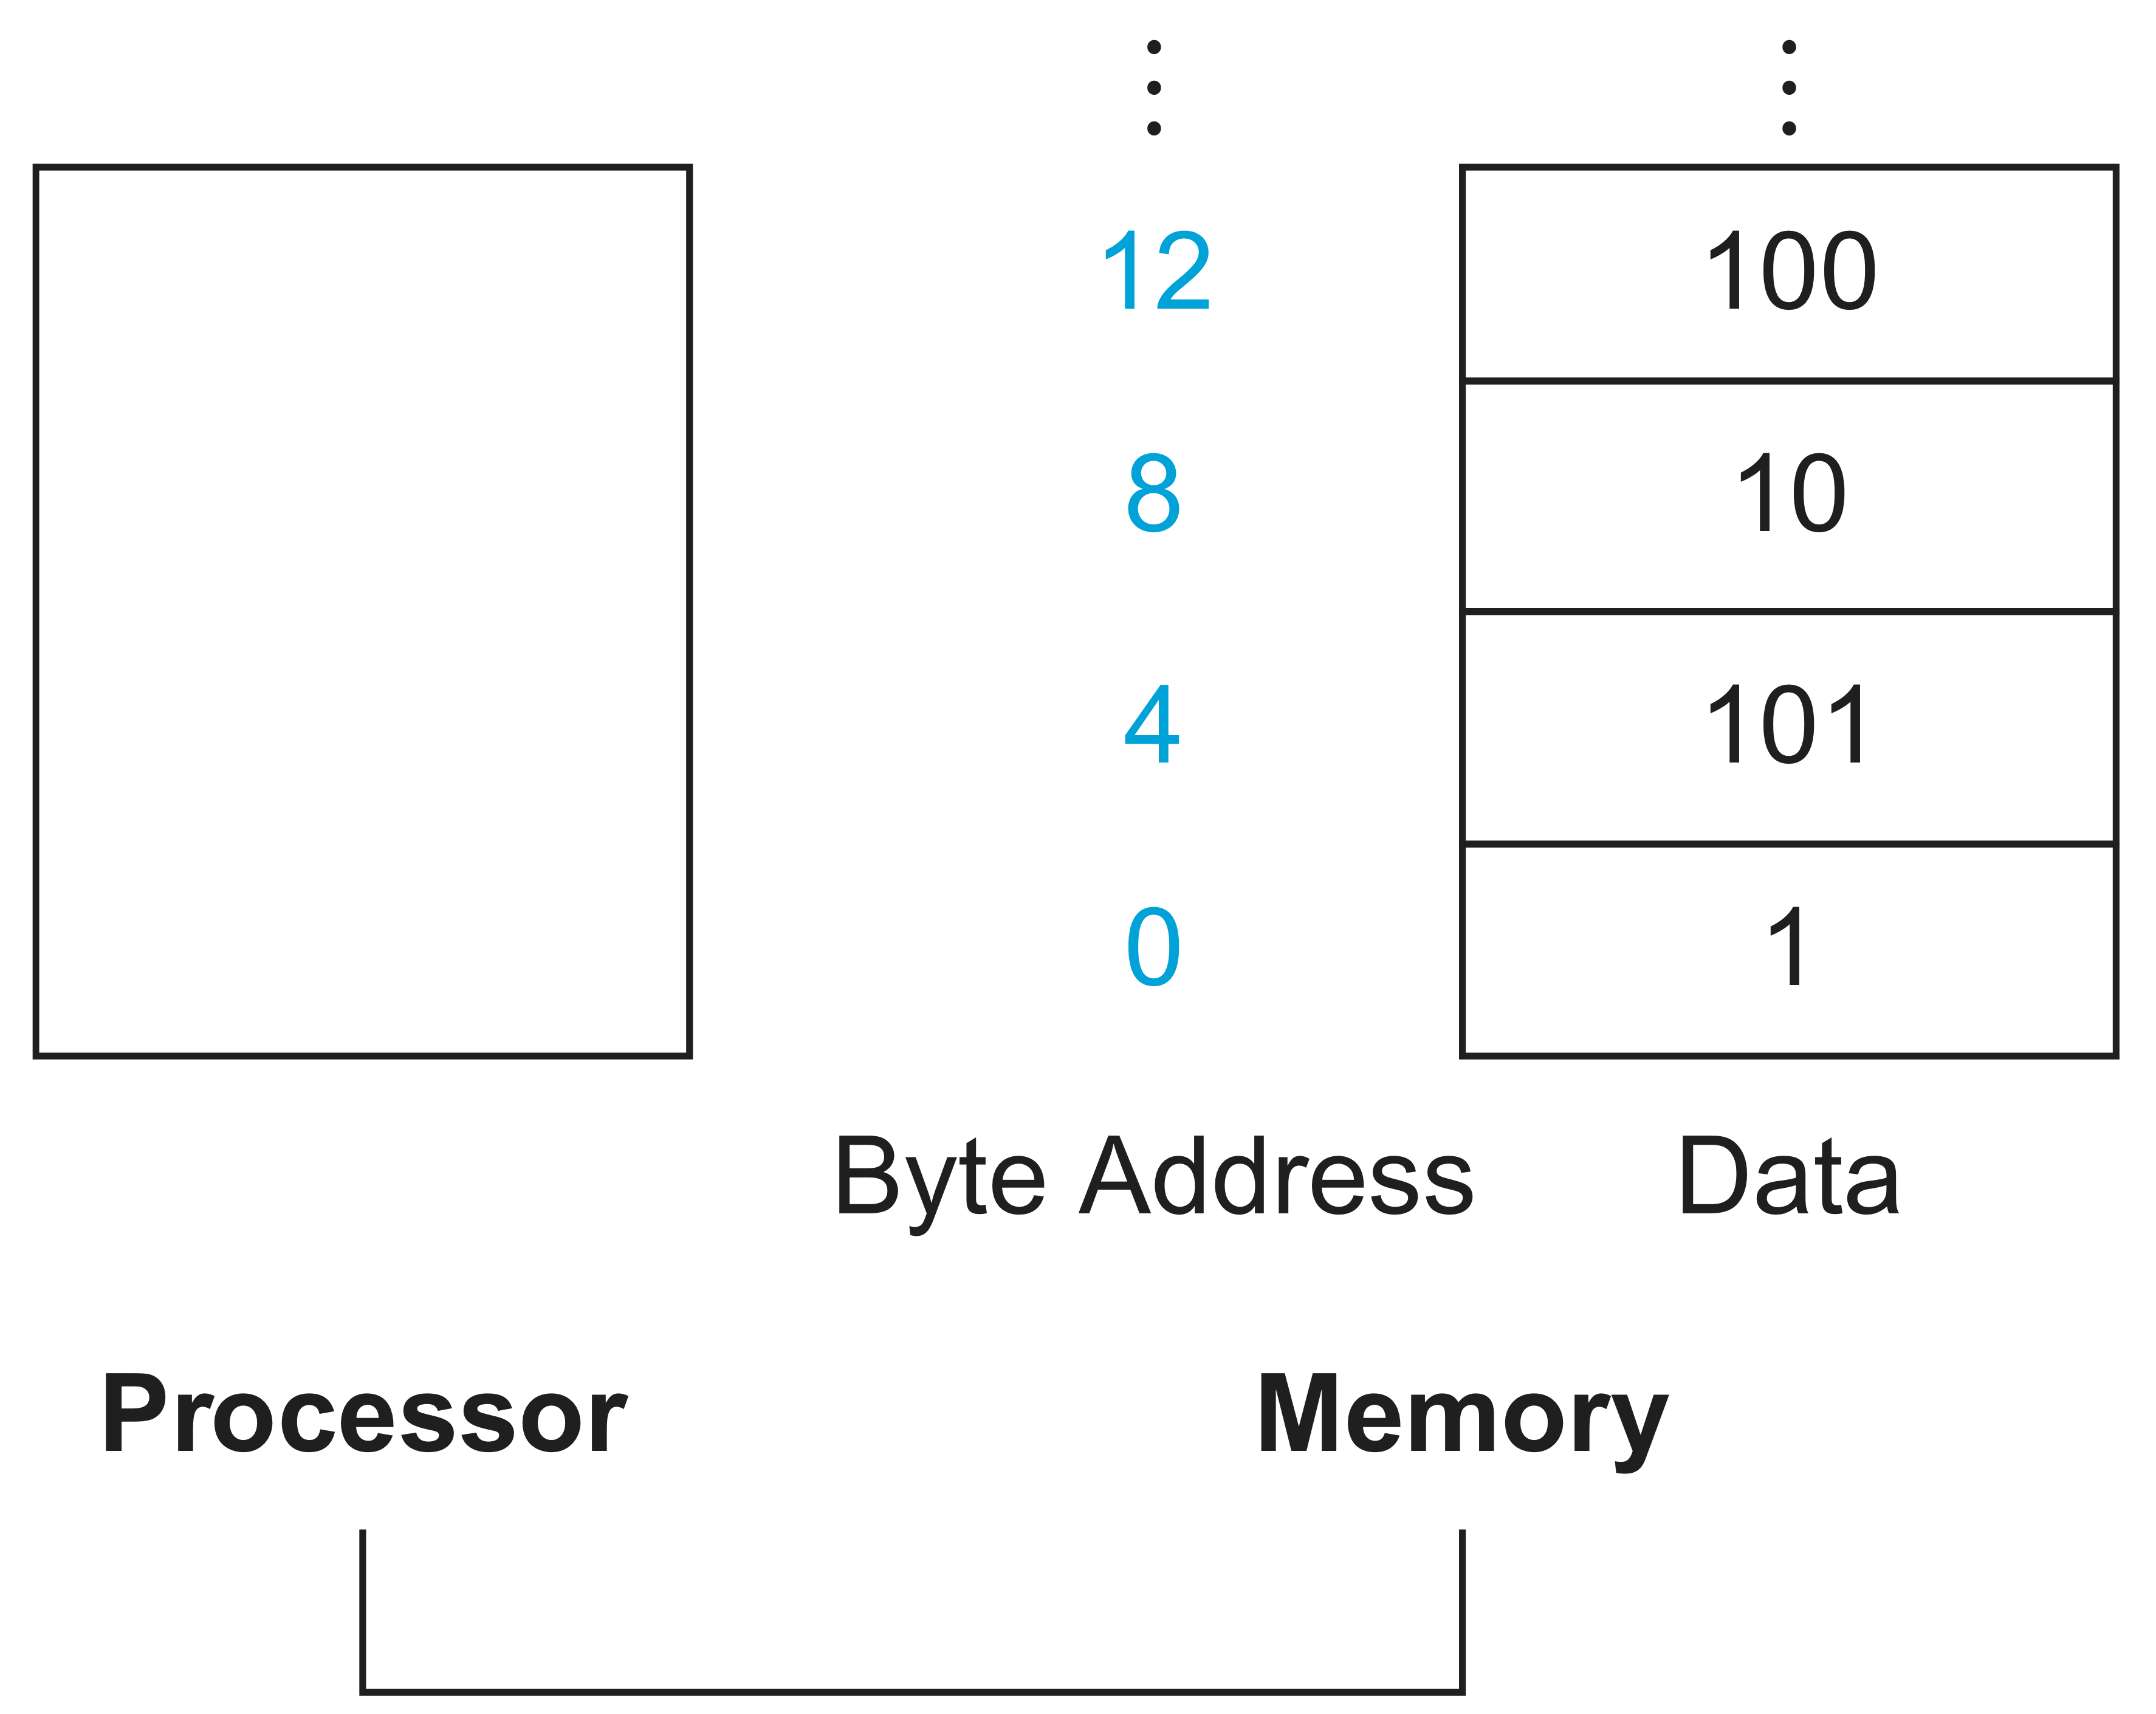 12 100
8 10
4 101
0 1
Byte Address Data
Processor Memory